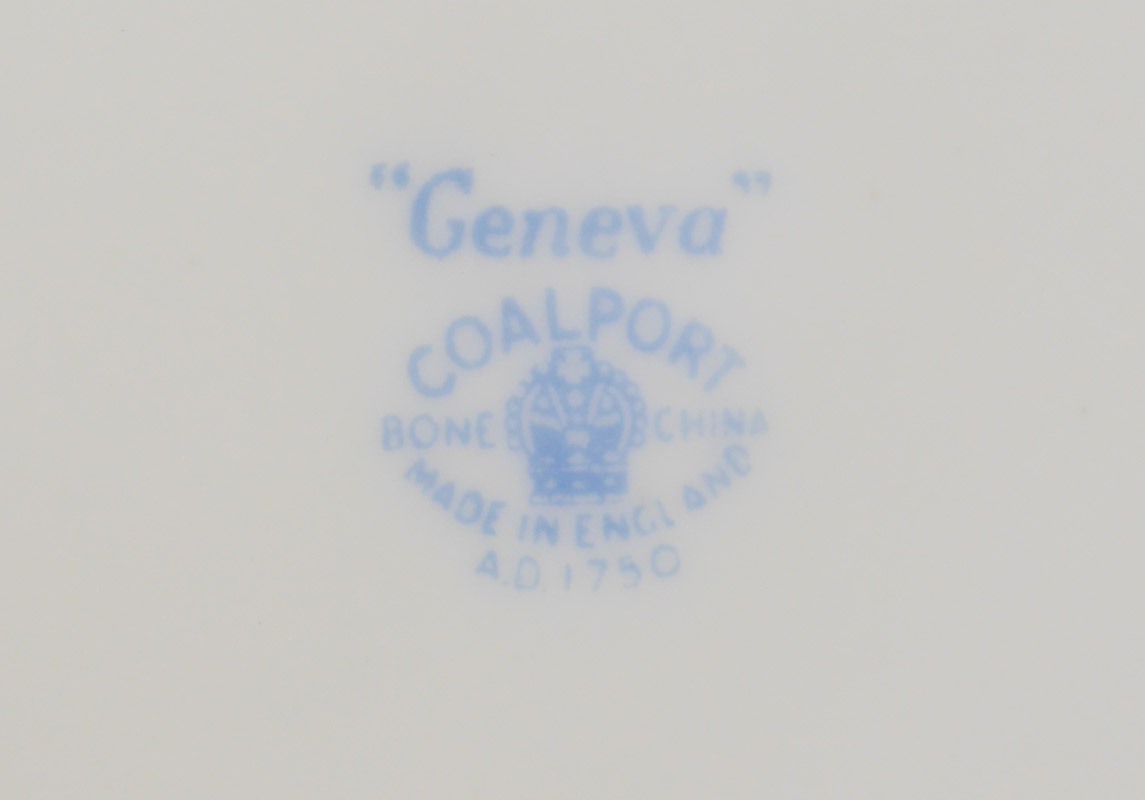 "Geneva"
COALPORT
BONE CHINA
MADE IN ENGLAND
A.D. 1750